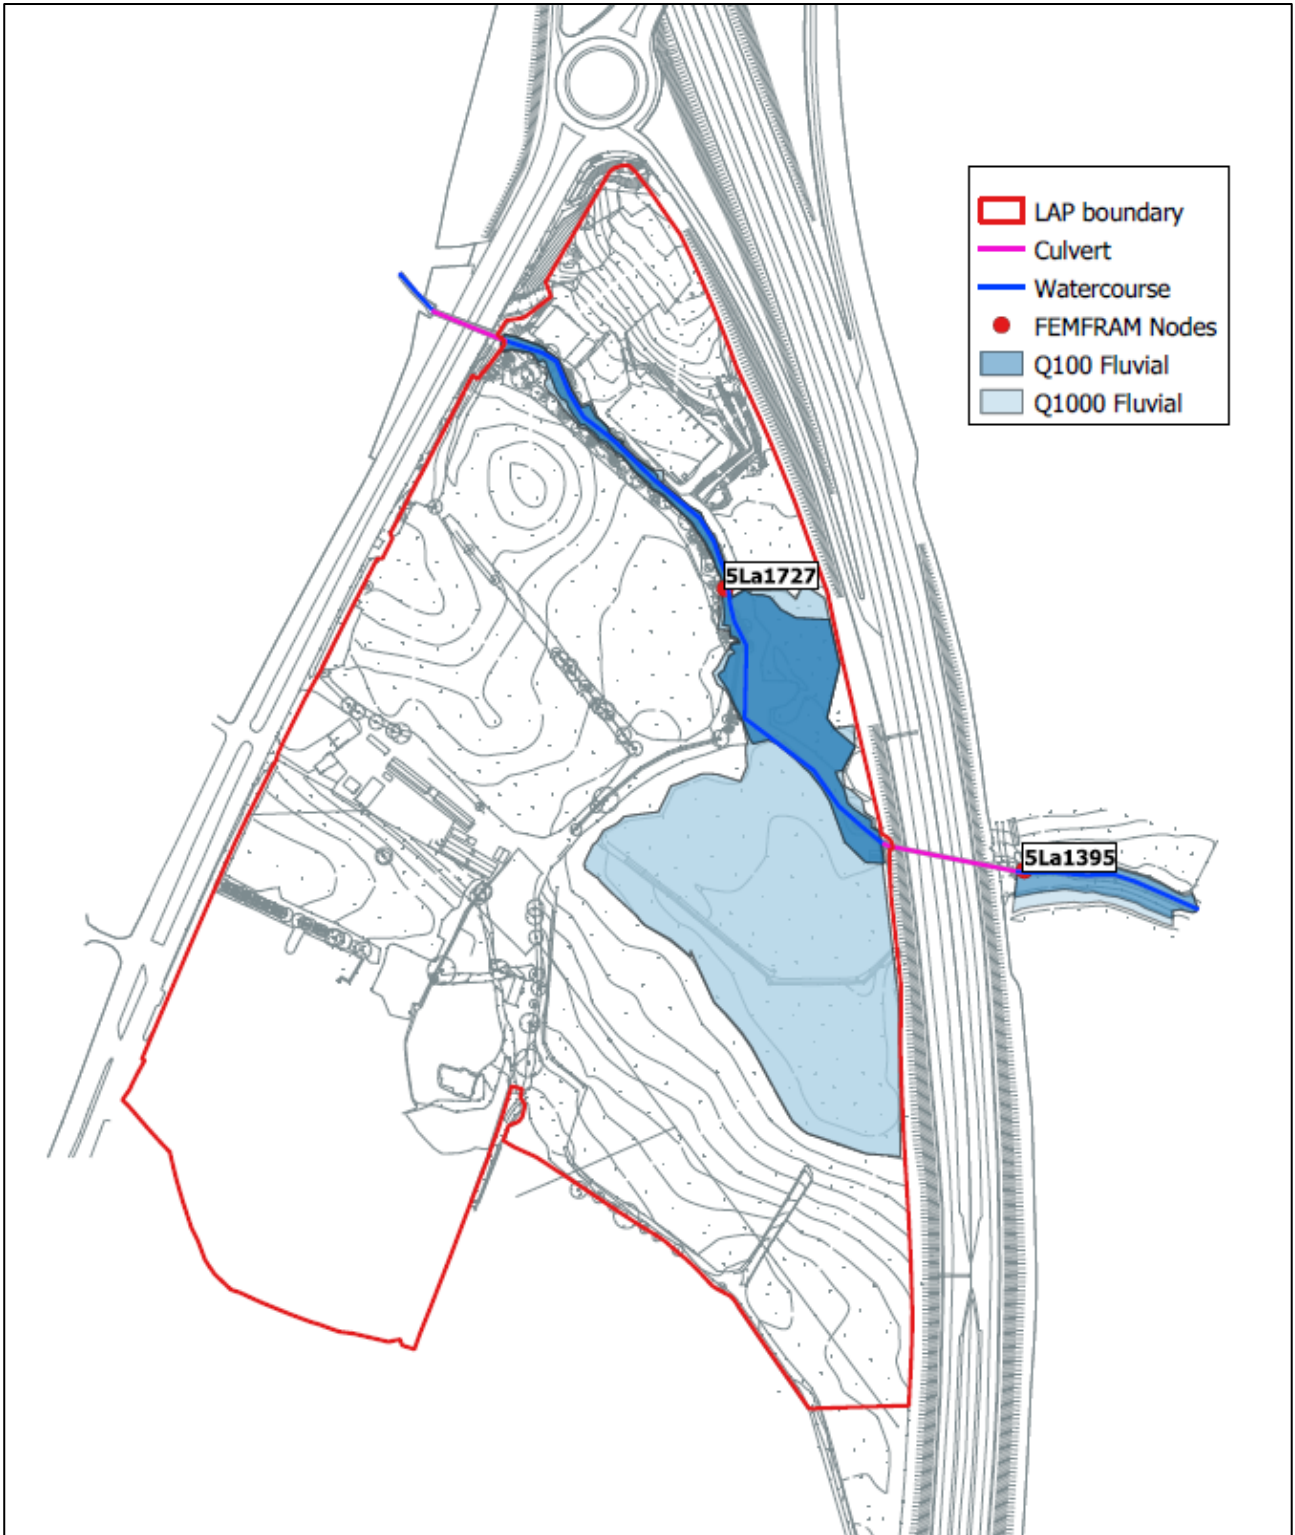 LAP boundary
Culvert
Watercourse
FEMFRAM Nodes
Q100 Fluvial
Q1000 Fluvial
5La1727
5La1395